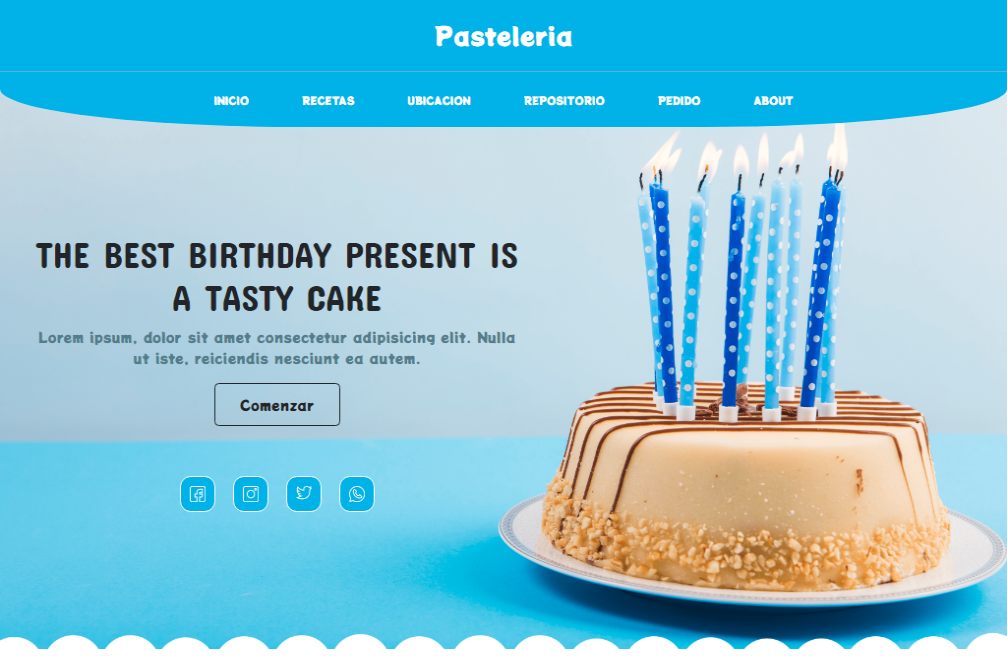 Pasteleria
INICIO RECETAS UBICACION REPOSITORIO PEDIDO ABOUT
THE BEST BIRTHDAY PRESENT IS
A TASTY CAKE
Lorem ipsum, dolor sit amet consectetur adipisicing elit. Nulla
ut iste, reiciendis nesciunt ea autem.
Comenzar